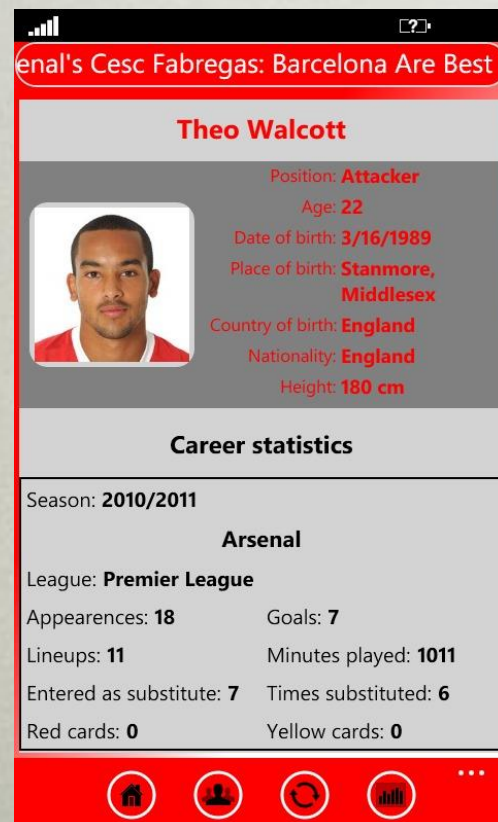 enal's Cesc Fabregas: Barcelona Are Best
Theo Walcott
Position: Attacker
Age: 22
Date of birth: 3/16/1989
Place of birth: Stanmore,
Middlesex
Country of birth: England
Nationality: England
Height: 180 cm
Career statistics
Season: 2010/2011
Arsenal
League: Premier League
Appearences: 18 Goals: 7
Lineups: 11 Minutes played: 1011
Entered as substitute: 7 Times substituted: 6
Red cards: 0 Yellow cards: 0